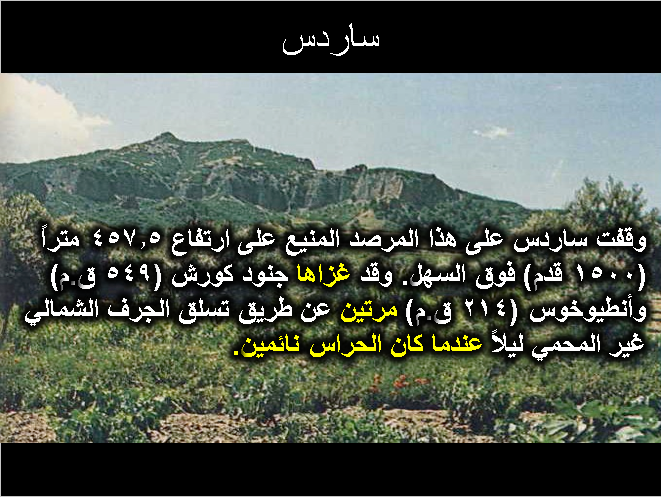 ساردس
وقفت ساردس على هذا المرصد المنيع على ارتفاع ٤٥٧,٥ متراً
(١٥٠٠ قدم) فوق السهل. وقد غزاها جنود كورش (٥٤٩ ق.م)
وأنطيوخوس (٢١٤ ق.م) مرتين عن طريق تسلق الجرف الشمالي
غير المحمي ليلاً عندما كان الحراس نائمين.